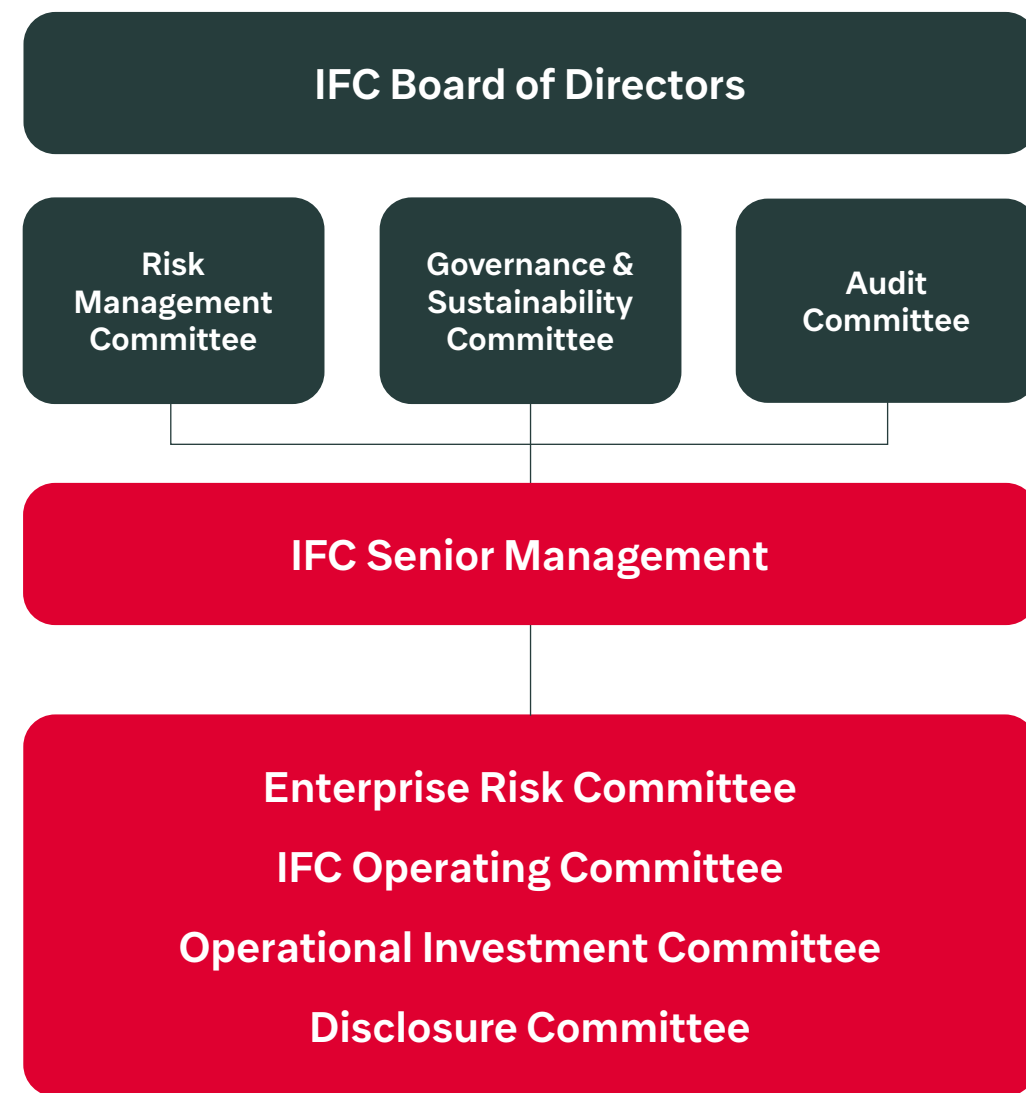 IFC Board of Directors
Risk
Management
Committee
Governance &
Sustainability
Committee
Audit
Committee
IFC Senior Management
Enterprise Risk Committee
IFC Operating Committee
Operational Investment Committee
Disclosure Committee